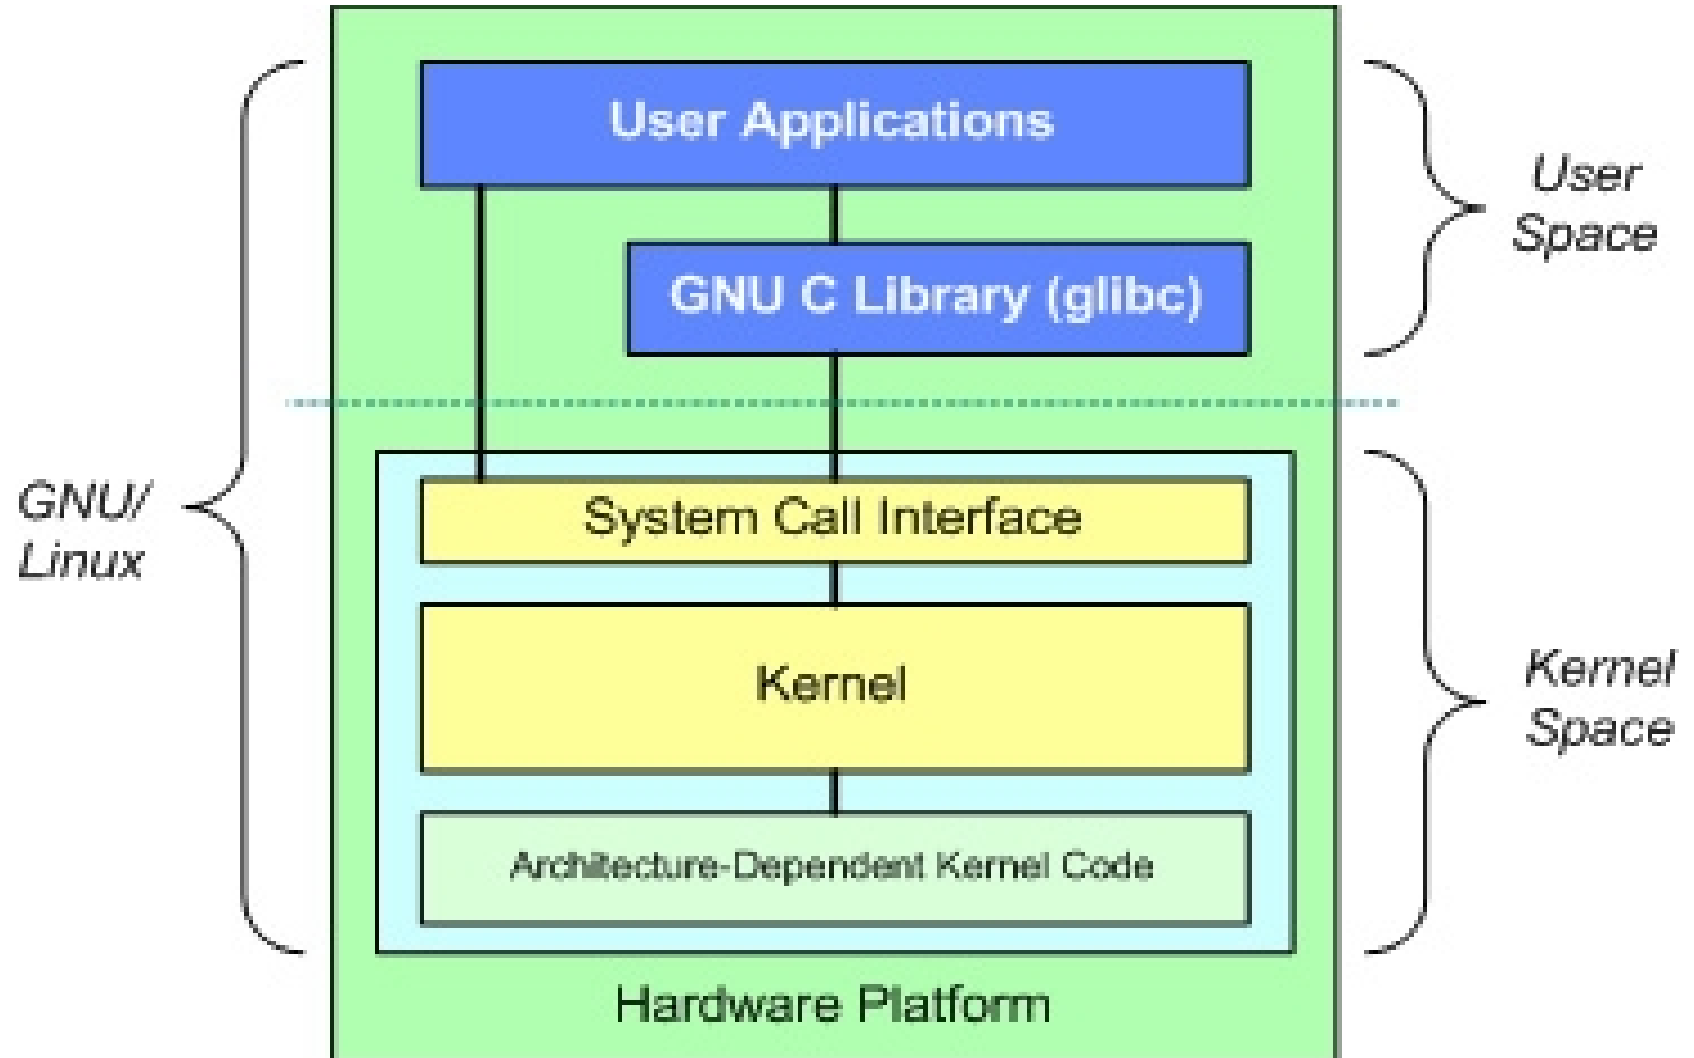 User Applications
User
Space
GNU C Library (glibc)
GNU/
Linux
System Call Interface
Kernel
Kernel
Space
Architecture-Dependent Kernel Code
Hardware Platform